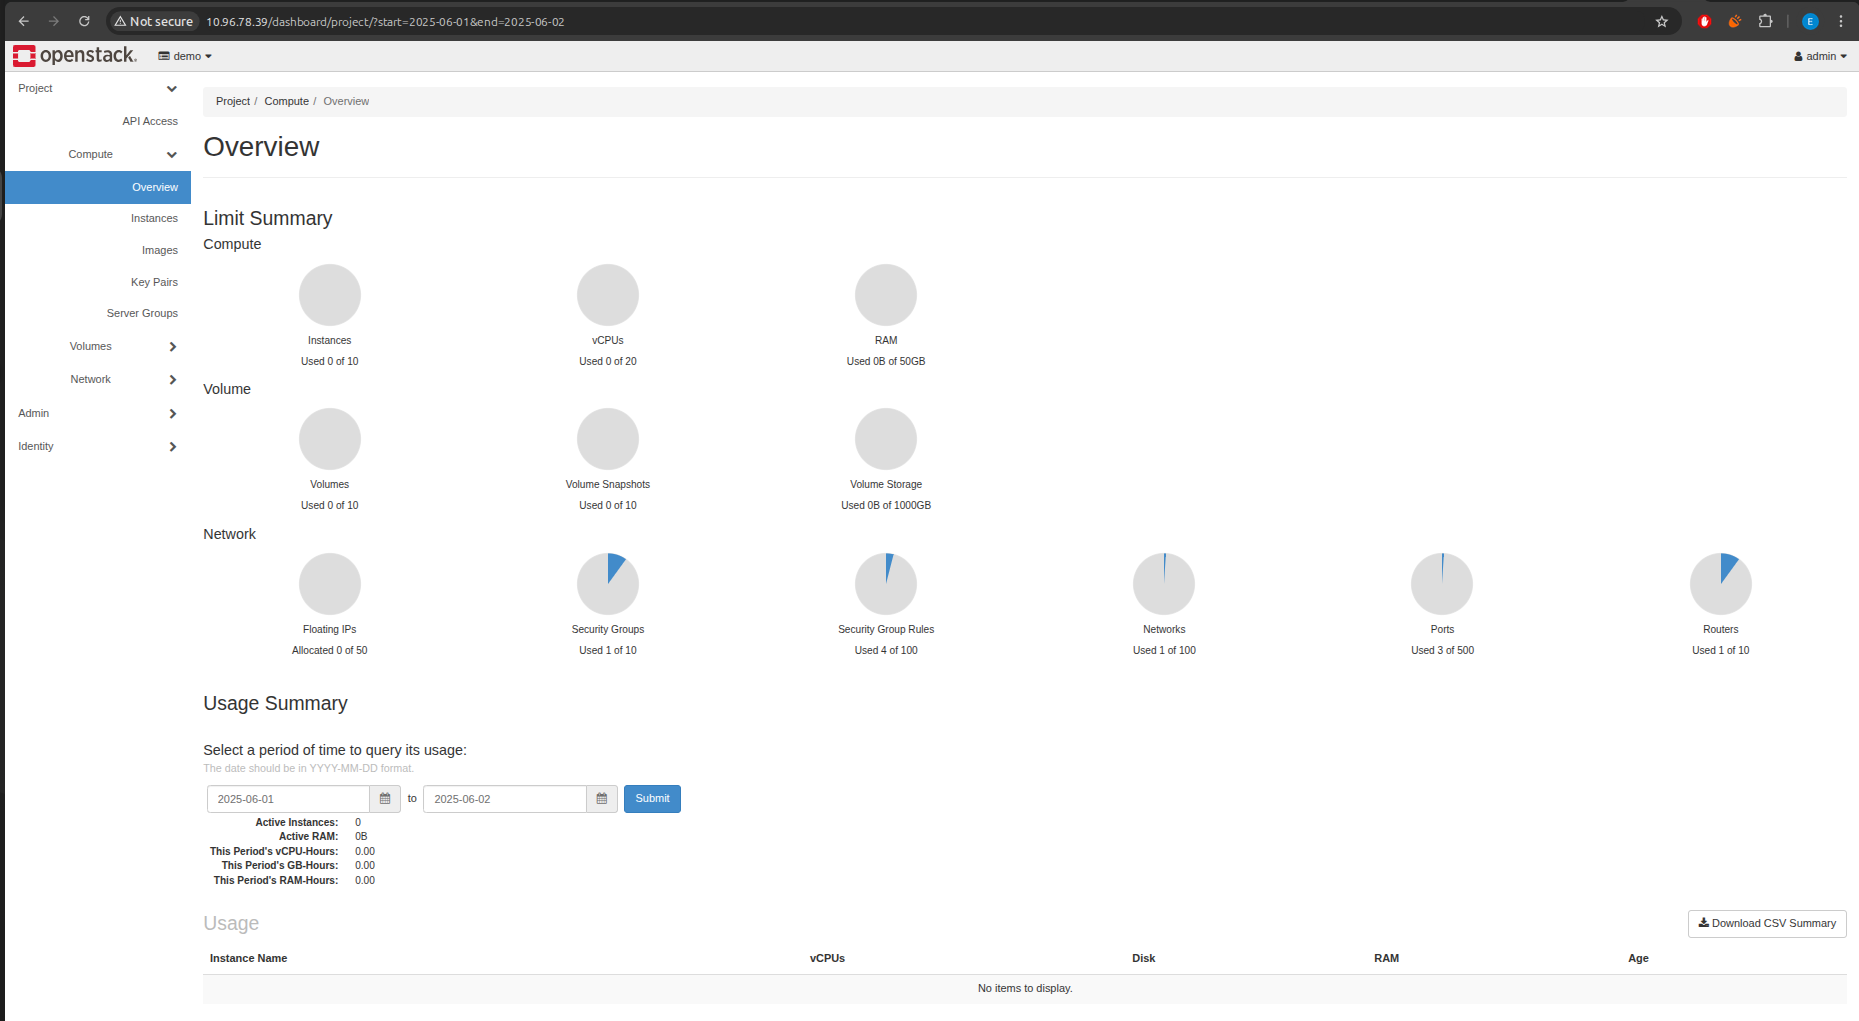 Not secure 10.96.78.39/dashboard/project/?start=2025-06-01&end=2025-06-02
E
openstack. demo admin
Project
API Access
Compute
Overview
Instances
Images
Key Pairs
Server Groups
Volumes
Network
Admin
Identity
Project / Compute / Overview
Overview
Limit Summary
Compute
Instances vCPUs RAM
Used 0 of 10 Used 0 of 20 Used 0B of 50GB
Volume
Volumes Volume Snapshots Volume Storage
Used 0 of 10 Used 0 of 10 Used 0B of 1000GB
Network
Floating IPs Security Groups Security Group Rules Networks Ports Routers
Allocated 0 of 50 Used 1 of 10 Used 4 of 100 Used 1 of 100 Used 3 of 500 Used 1 of 10
Usage Summary
Select a period of time to query its usage:
The date should be in YYYY-MM-DD format.
2025-06-01 to 2025-06-02 Submit
Active Instances: 0
Active RAM: 0B
This Period's vCPU-Hours: 0.00
This Period's GB-Hours: 0.00
This Period's RAM-Hours: 0.00
Usage Download CSV Summary
Instance Name vCPUs Disk RAM Age
No items to display.